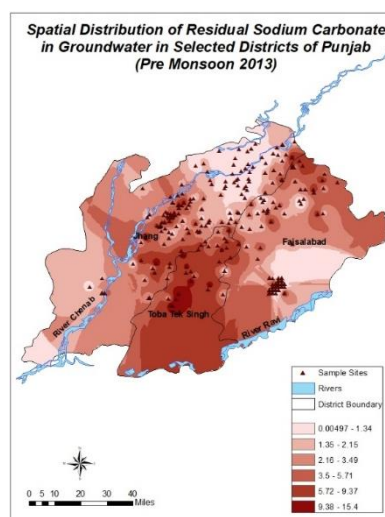 Spatial Distribution of Residual Sodium Carbonate
in Groundwater in Selected Districts of Punjab
(Pre Monsoon 2013)
Jhang
Faisalabad
Toba Tek Singh
River Chenab
River Ravi
Sample Sites
Rivers
District Boundary
0.00497 - 1.34
1.35 - 2.15
2.16 - 3.49
3.5 - 5.71
5.72 - 9.37
9.38 - 15.4
0 5 10 20 30 40
Miles